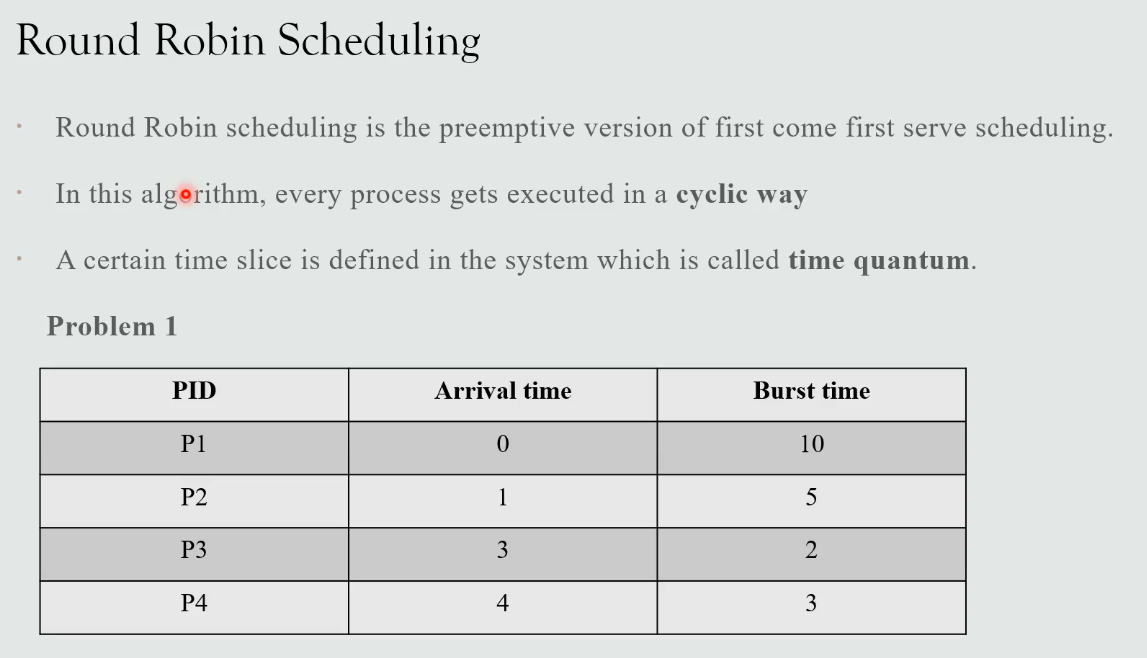 Round Robin Scheduling
• Round Robin scheduling is the preemptive version of first come first serve scheduling.
• In this algorithm, every process gets executed in a cyclic way
• A certain time slice is defined in the system which is called time quantum.
Problem 1
PID Arrival time Burst time
P1 0 10
P2 1 5
P3 3 2
P4 4 3